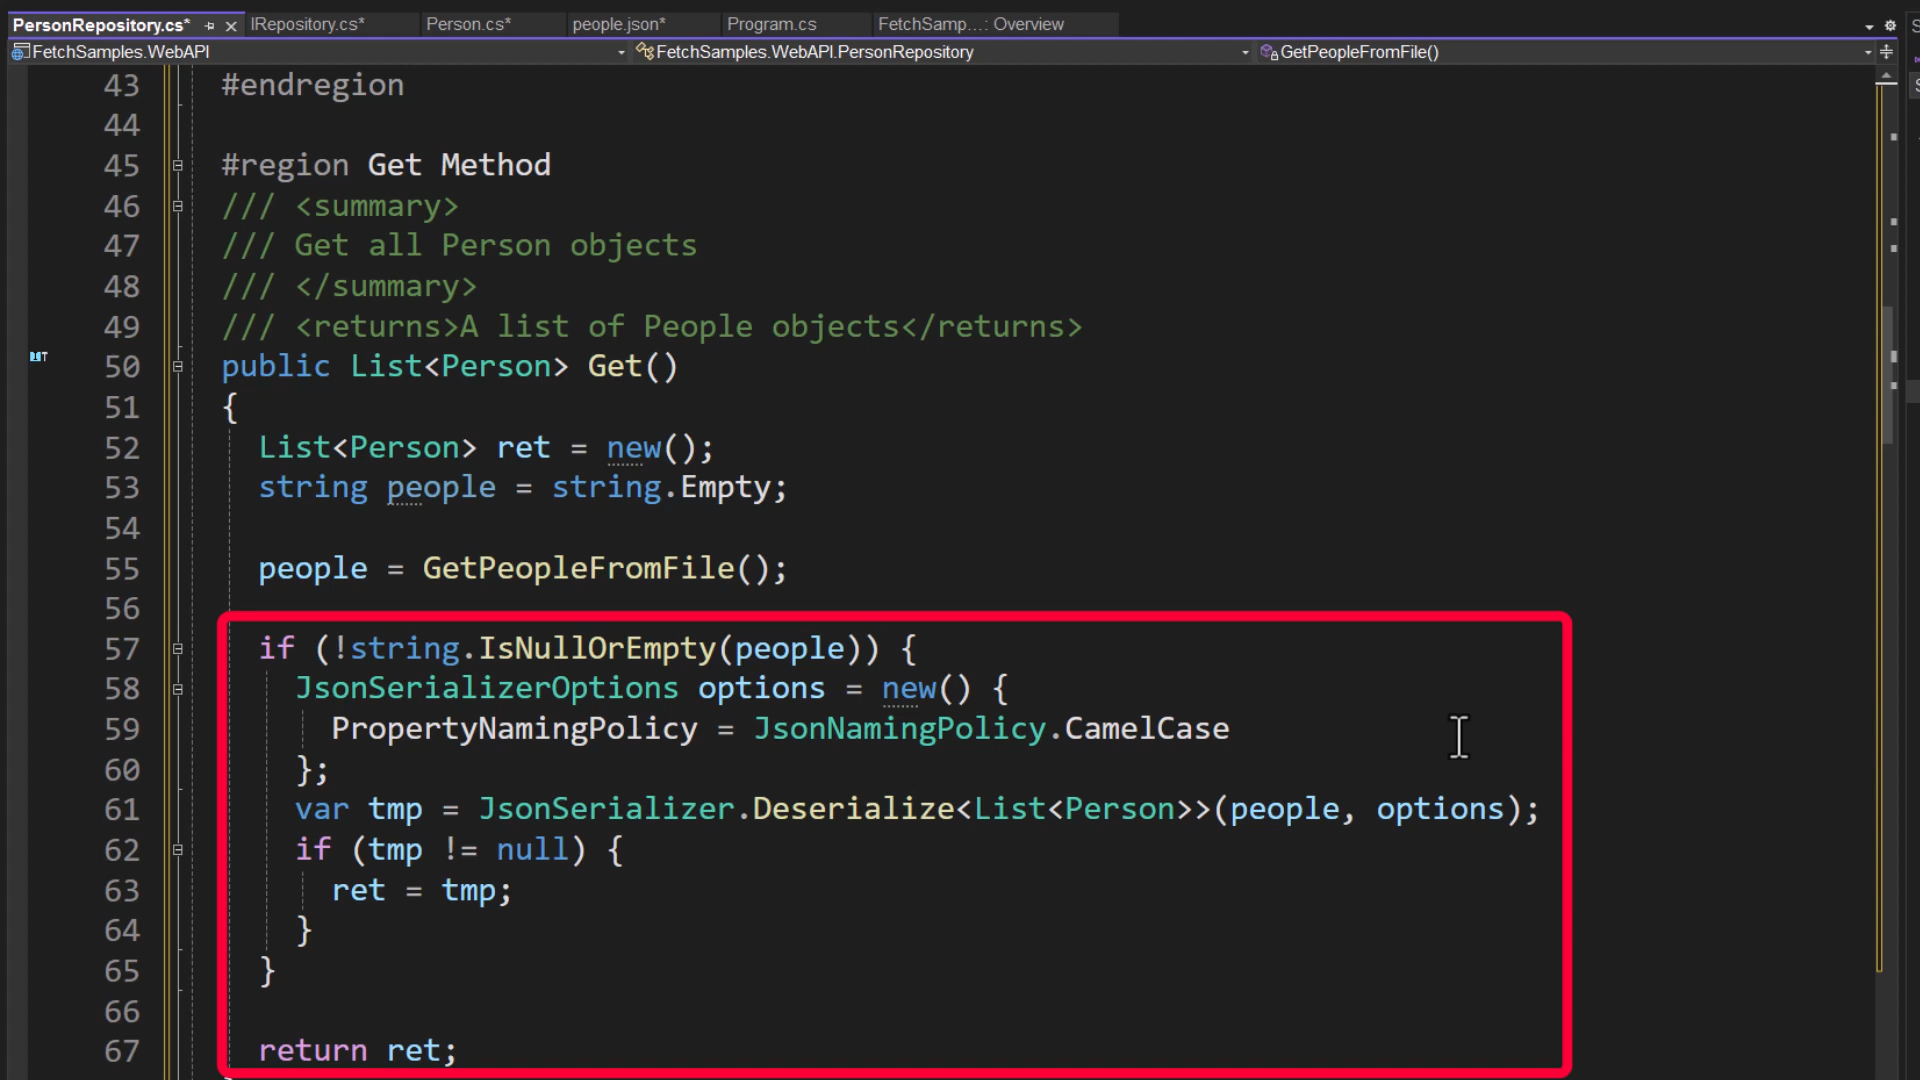 PersonRepository.cs* IRepository.cs* Person.cs* people.json* Program.cs FetchSamp...: Overview
FetchSamples.WebAPI FetchSamples.WebAPI.PersonRepository GetPeopleFromFile()
43 #endregion
44
45 #region Get Method
46 /// <summary>
47 /// Get all Person objects
48 /// </summary>
49 /// <returns>A list of People objects</returns>
50 public List<Person> Get()
51 {
52 List<Person> ret = new();
53 string people = string.Empty;
54
55 people = GetPeopleFromFile();
56
57 if (!string.IsNullOrEmpty(people)) {
58 JsonSerializerOptions options = new() {
59 PropertyNamingPolicy = JsonNamingPolicy.CamelCase
60 };
61 var tmp = JsonSerializer.Deserialize<List<Person>>(people, options);
62 if (tmp != null) {
63 ret = tmp;
64 }
65 }
66
67 return ret;